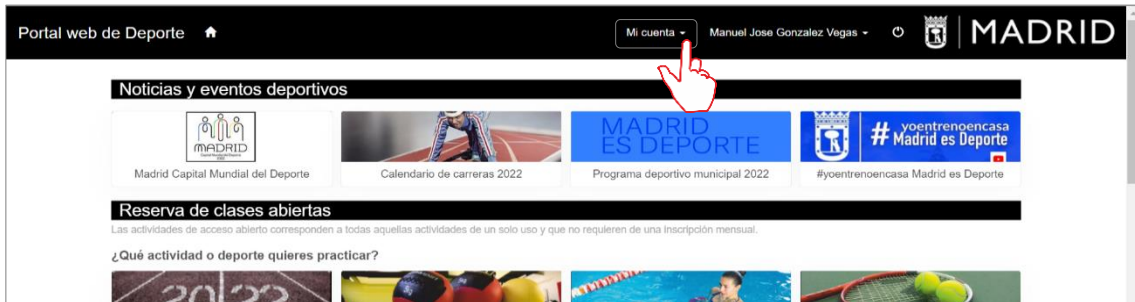 Portal web de Deporte
Mi cuenta
Manuel Jose Gonzalez Vegas
MADRID
Noticias y eventos deportivos
MADRID
MADRID
ES DEPORTE
# yoentrenoencasa
Madrid es Deporte
Madrid Capital Mundial del Deporte
Calendario de carreras 2022
Programa deportivo municipal 2022
#yoentrenoencasa Madrid es Deporte
Reserva de clases abiertas
Las actividades de acceso abierto corresponden a todas aquellas actividades de un solo uso y que no requieren de una inscripción mensual.
¿Qué actividad o deporte quieres practicar?
2022